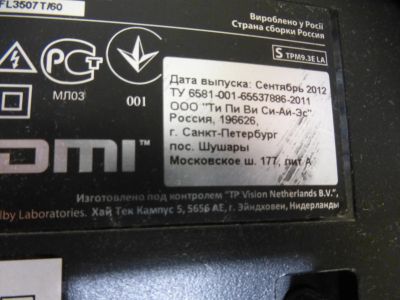 FL3507T/60
Вироблено у Росії
Страна сборки Россия
S TPM9.3E LA
МЛ03
001
Дата выпуска: Сентябрь 2012
ТУ 6581-001-65537886-2011
ООО "Ти Пи Ви Си-Ай-Эс"
Россия, 196626,
г. Санкт-Петербург
пос. Шушары
Московское ш. 177, лит А
DMI™
Изготовлено под контролем "TP Vision Netherlands B.V.",
lby Laboratories. Хай Тек Кампус 5, 5656 AE, г. Эйндховен, Нидерланды